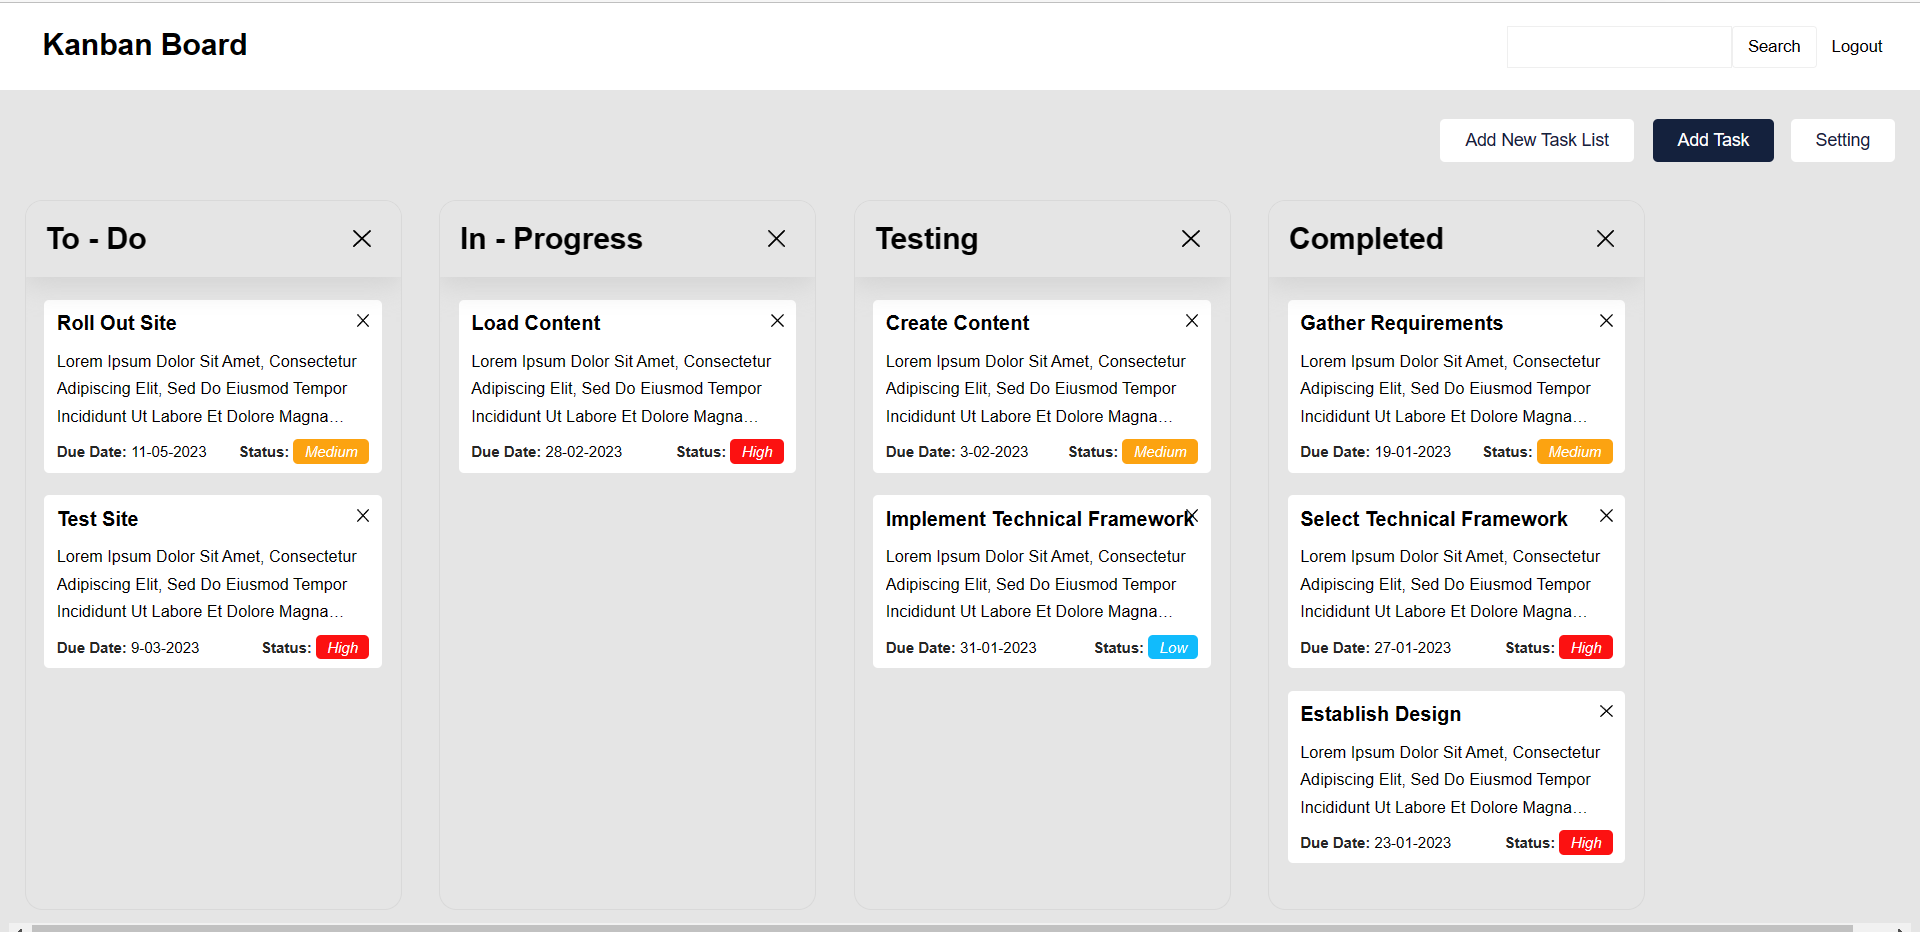 Kanban Board
Search
Logout
Add New Task List
Add Task
Setting
To - Do
Roll Out Site
Lorem Ipsum Dolor Sit Amet, Consectetur
Adipiscing Elit, Sed Do Eiusmod Tempor
Incididunt Ut Labore Et Dolore Magna...
Due Date: 11-05-2023 Status: Medium
Test Site
Lorem Ipsum Dolor Sit Amet, Consectetur
Adipiscing Elit, Sed Do Eiusmod Tempor
Incididunt Ut Labore Et Dolore Magna...
Due Date: 9-03-2023 Status: High
In - Progress
Load Content
Lorem Ipsum Dolor Sit Amet, Consectetur
Adipiscing Elit, Sed Do Eiusmod Tempor
Incididunt Ut Labore Et Dolore Magna...
Due Date: 28-02-2023 Status: High
Testing
Create Content
Lorem Ipsum Dolor Sit Amet, Consectetur
Adipiscing Elit, Sed Do Eiusmod Tempor
Incididunt Ut Labore Et Dolore Magna...
Due Date: 3-02-2023 Status: Medium
Implement Technical Framework
Lorem Ipsum Dolor Sit Amet, Consectetur
Adipiscing Elit, Sed Do Eiusmod Tempor
Incididunt Ut Labore Et Dolore Magna...
Due Date: 31-01-2023 Status: Low
Completed
Gather Requirements
Lorem Ipsum Dolor Sit Amet, Consectetur
Adipiscing Elit, Sed Do Eiusmod Tempor
Incididunt Ut Labore Et Dolore Magna...
Due Date: 19-01-2023 Status: Medium
Select Technical Framework
Lorem Ipsum Dolor Sit Amet, Consectetur
Adipiscing Elit, Sed Do Eiusmod Tempor
Incididunt Ut Labore Et Dolore Magna...
Due Date: 27-01-2023 Status: High
Establish Design
Lorem Ipsum Dolor Sit Amet, Consectetur
Adipiscing Elit, Sed Do Eiusmod Tempor
Incididunt Ut Labore Et Dolore Magna...
Due Date: 23-01-2023 Status: High